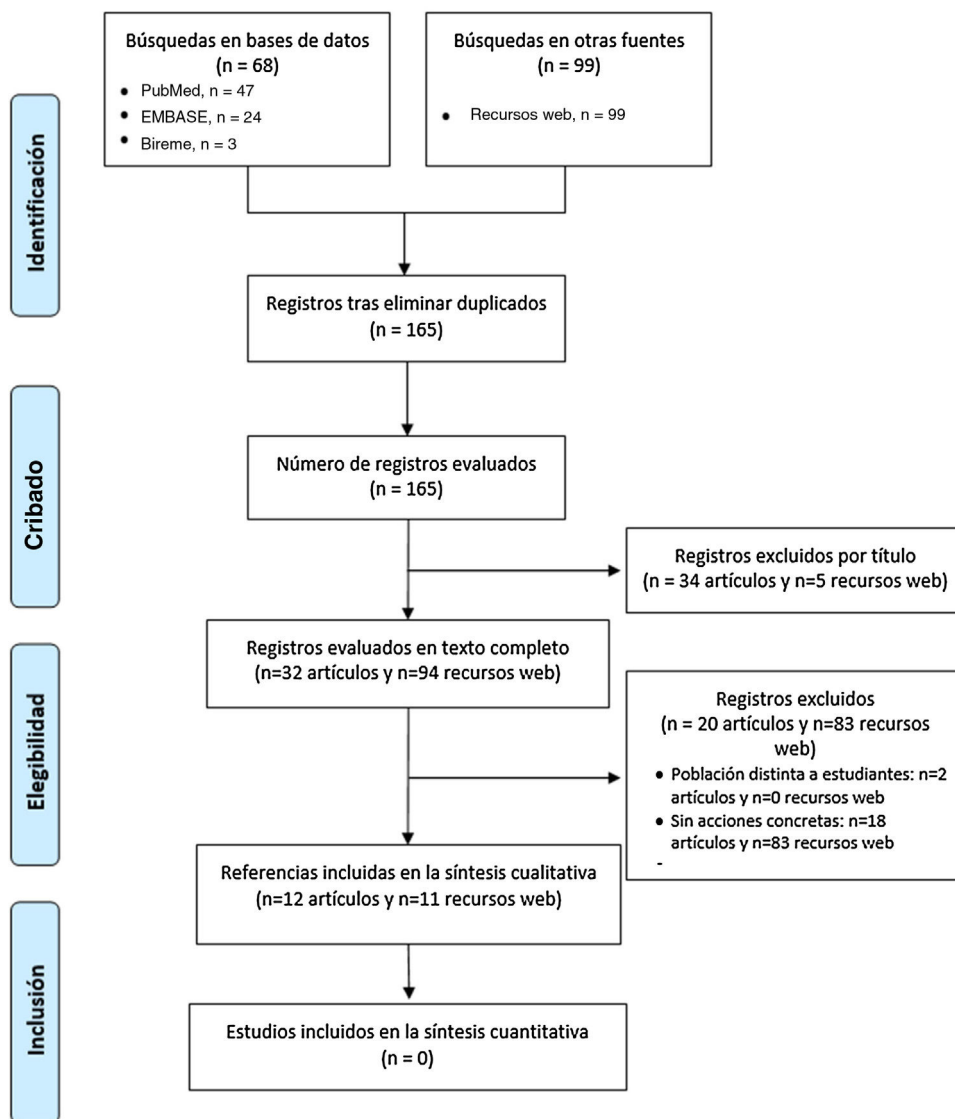 Búsquedas en bases de datos
(n = 68)
• PubMed, n = 47
• EMBASE, n = 24
• Bireme, n = 3
Búsquedas en otras fuentes
(n = 99)
• Recursos web, n = 99
Identificación
Registros tras eliminar duplicados
(n = 165)
Cribado
Número de registros evaluados
(n = 165)
Registros excluidos por título
(n = 34 artículos y n=5 recursos web)
Elegibilidad
Registros evaluados en texto completo
(n=32 artículos y n=94 recursos web)
Registros excluidos
(n = 20 artículos y n=83 recursos
web)
• Población distinta a estudiantes: n=2
artículos y n=0 recursos web
• Sin acciones concretas: n=18
artículos y n=83 recursos web
-
Referencias incluidas en la síntesis cualitativa
(n=12 artículos y n=11 recursos web)
Inclusión
Estudios incluidos en la síntesis cuantitativa
(n = 0)